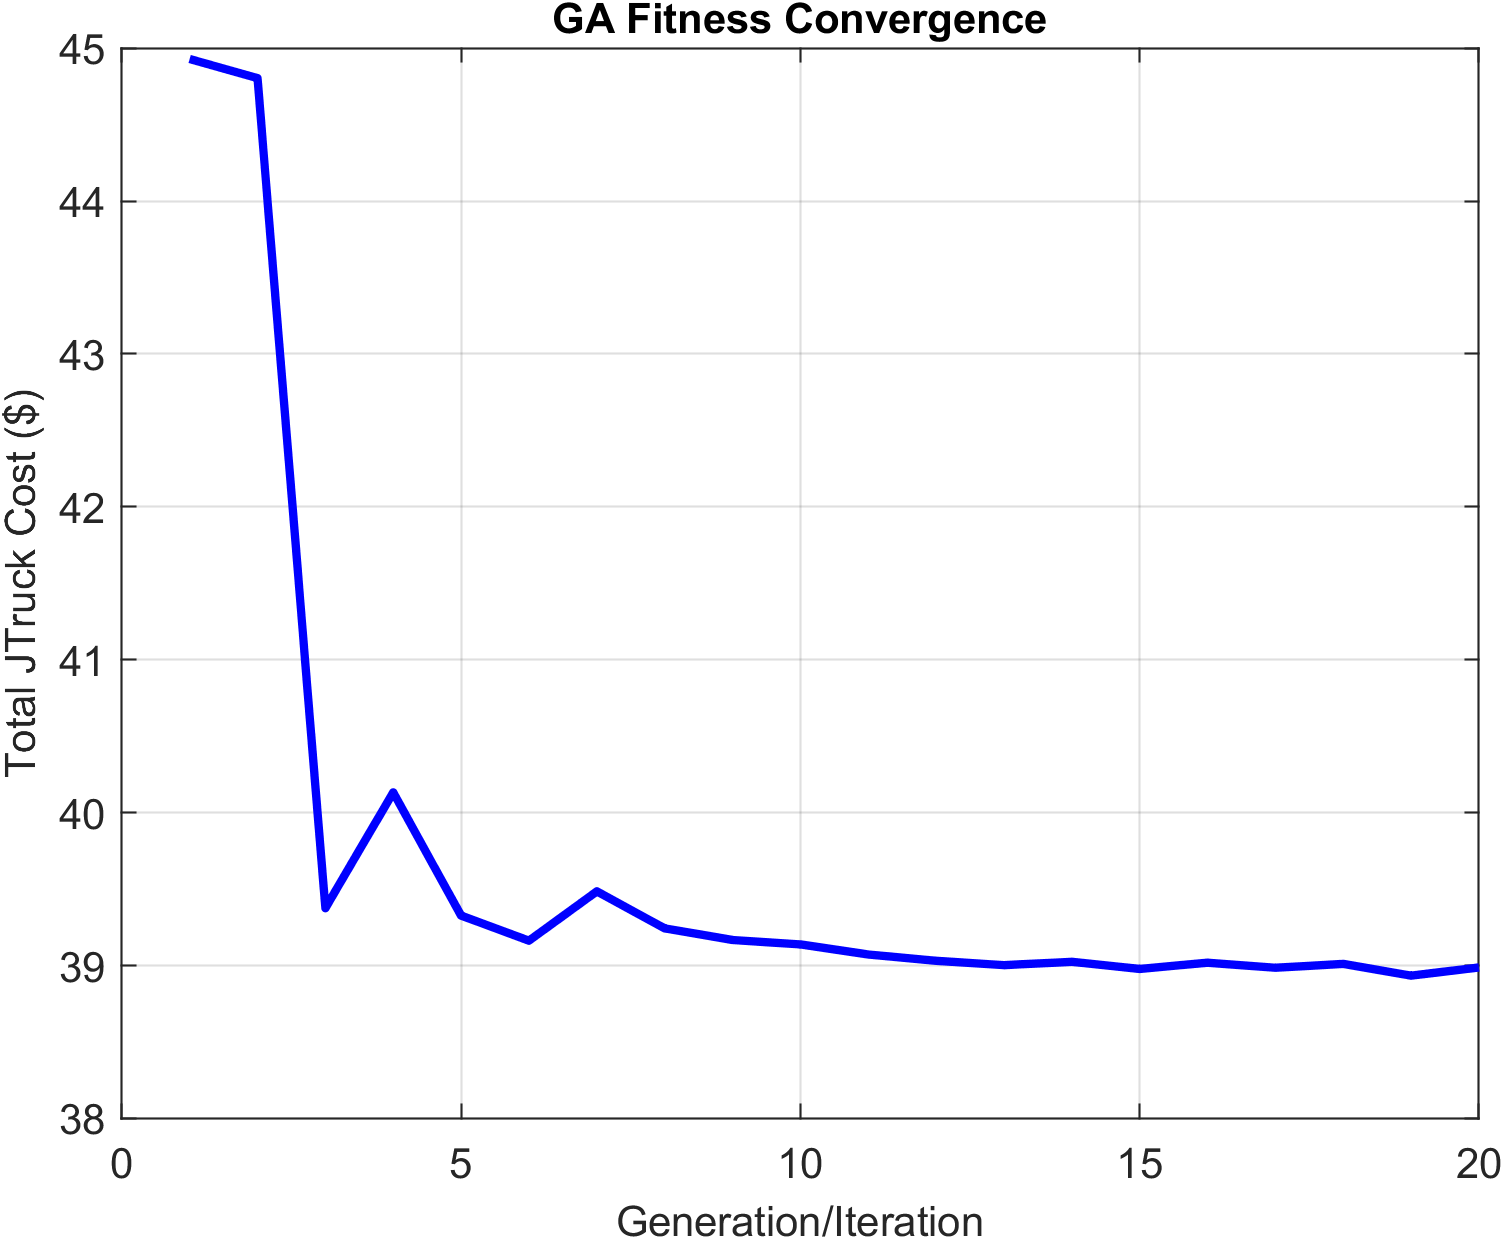 GA Fitness Convergence
Total JTruck Cost ($)
45
44
43
42
41
40
39
38
0 5 10 15 20
Generation/Iteration